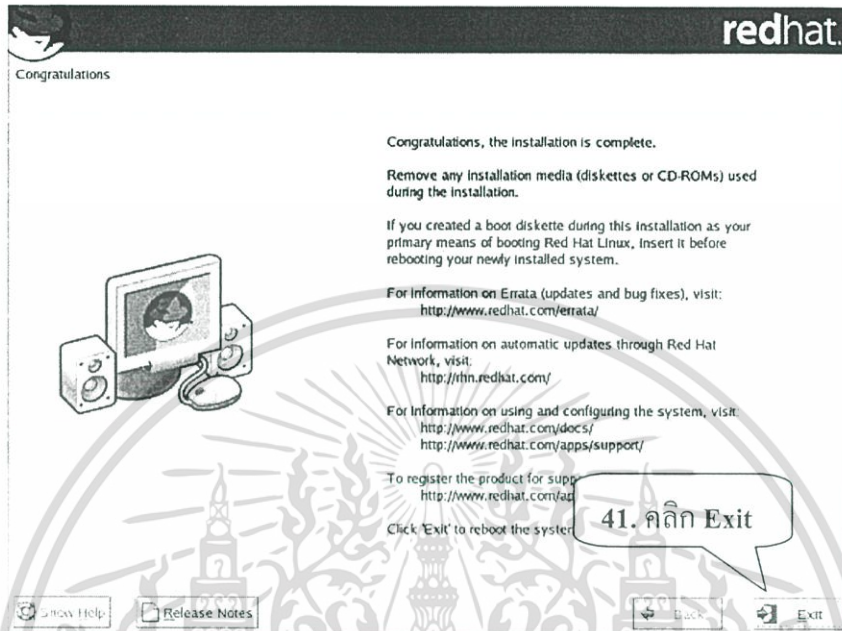 redhat.
Congratulations
Congratulations, the installation is complete.
Remove any installation media (diskettes or CD-ROMs) used
during the installation.
If you created a boot diskette during this installation as your
primary means of booting Red Hat Linux, insert it before
rebooting your newly installed system.
For information on Errata (updates and bug fixes), visit:
http://www.redhat.com/errata/
For information on automatic updates through Red Hat
Network, visit:
http://rhn.redhat.com/
For information on using and configuring the system, visit:
http://www.redhat.com/docs/
http://www.redhat.com/apps/support/
To register the product for supp
http://www.redhat.com/ap
Click 'Exit' to reboot the system
41. คลิก Exit
Show Help
Release Notes
Back
Exit